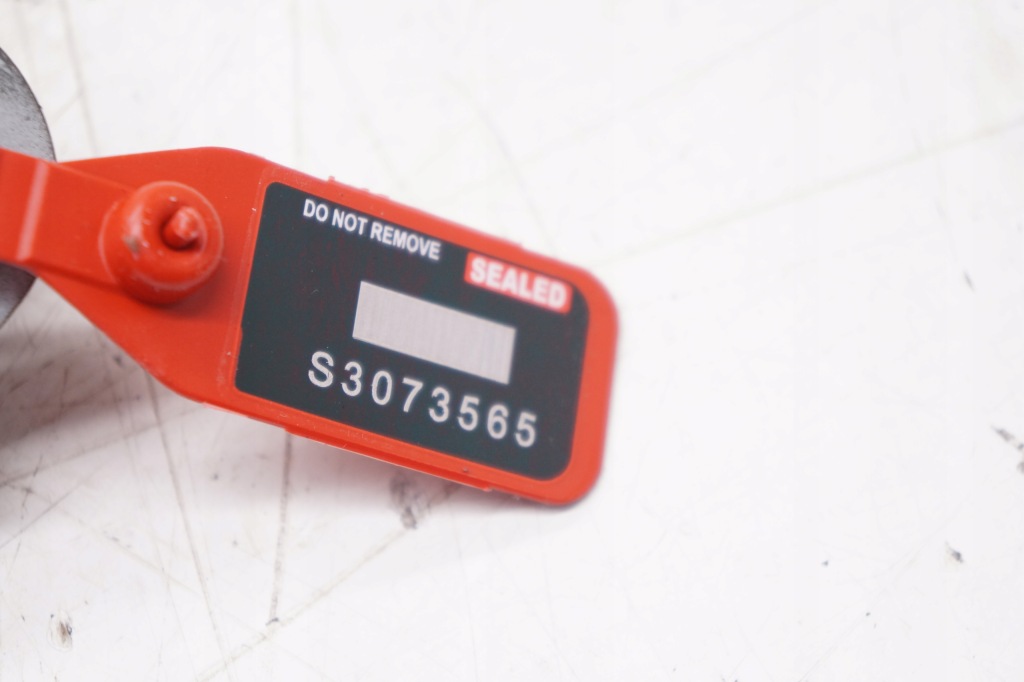 DO NOT REMOVE
SEALED
S3073565